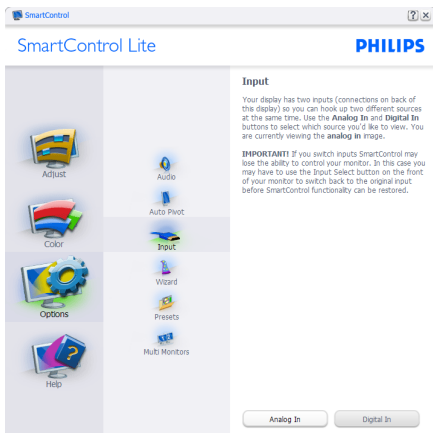 SmartControl
SmartControl Lite
PHILIPS
Adjust
Color
Options
Help
Audio
Auto Pivot
Input
Wizard
Presets
Multi Monitors
Input
Your display has two inputs (connections on back of
this display) so you can hook up two different sources
at the same time. Use the Analog In and Digital In
buttons to select which source you'd like to view. You
are currently viewing the analog in image.
IMPORTANT! If you switch inputs SmartControl may
lose the ability to control your monitor. In this case you
may have to use the Input Select button on the front
of your monitor to switch back to the original input
before SmartControl functionality can be restored.
Analog In
Digital In